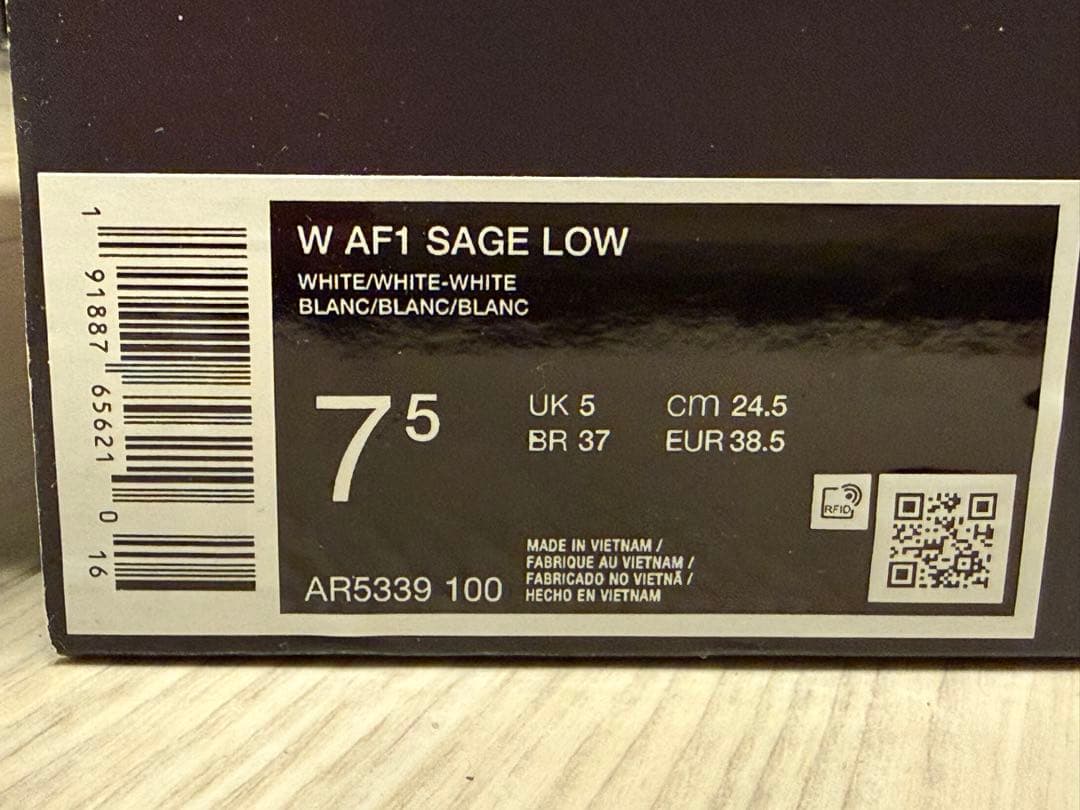 W AF1 SAGE LOW
WHITE/WHITE-WHITE
BLANC/BLANC/BLANC
7⁵
UK 5 cm 24.5
BR 37 EUR 38.5
RFID
MADE IN VIETNAM /
FABRIQUE AU VIETNAM /
FABRICADO NO VIETNÃ /
HECHO EN VIETNAM
AR5339 100
1 91887 65621 0 16